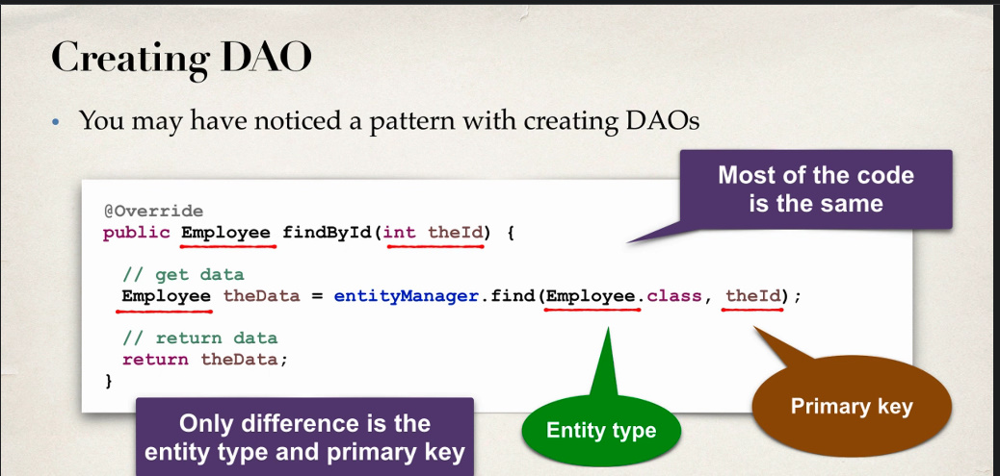 Creating DAO
• You may have noticed a pattern with creating DAOs
Most of the code
is the same
@Override
public Employee findById(int theId) {
// get data
Employee theData = entityManager.find(Employee.class, theId);
// return data
return theData;
}
Only difference is the
entity type and primary key
Entity type
Primary key